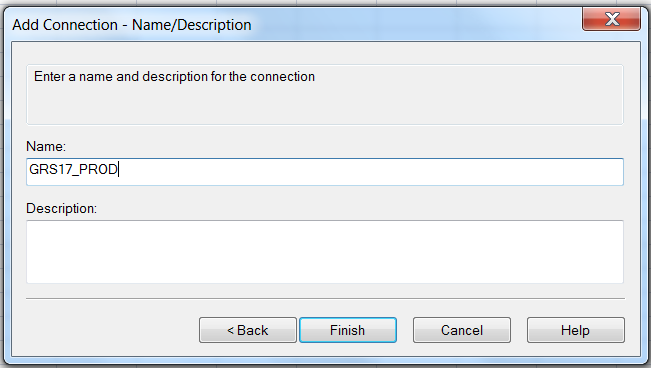 Add Connection - Name/Description
Enter a name and description for the connection
Name:
GRS17_PROD
Description:
< Back
Finish
Cancel
Help